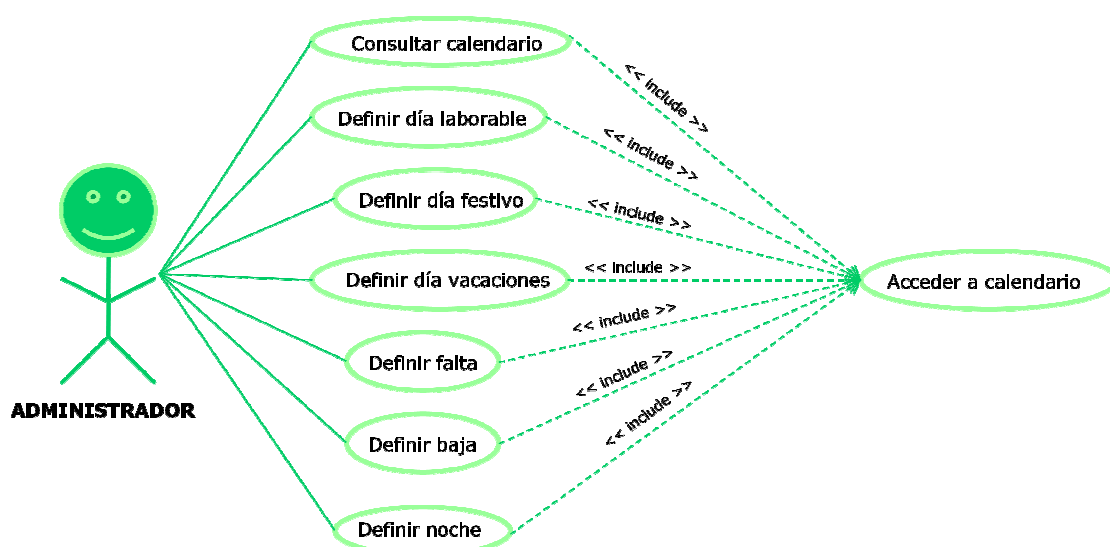 Consultar calendario
<< include >>
Definir día laborable
<< include >>
Definir día festivo
<< include >>
Definir día vacaciones
<< include >>
Acceder a calendario
Definir falta
<< include >>
ADMINISTRADOR
Definir baja
<< include >>
Definir noche
<< include >>